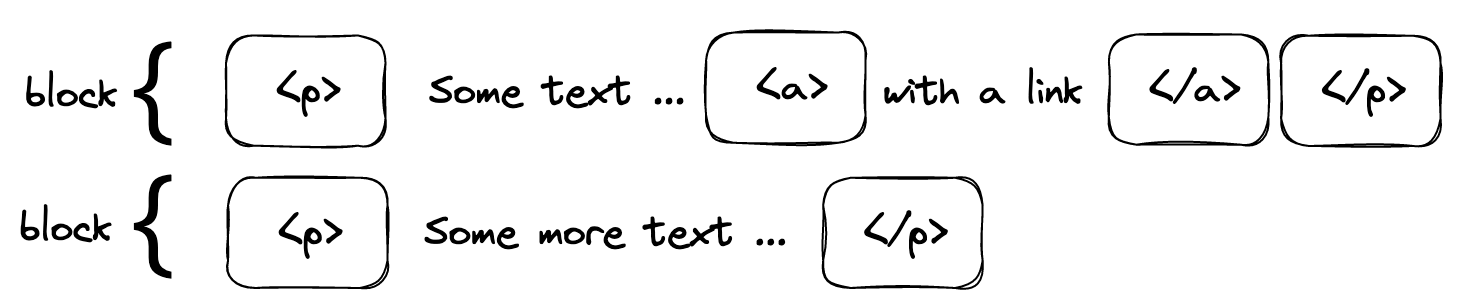 block { <p> Some text ... <a> with a link </a> </p>
block { <p> Some more text ... </p>